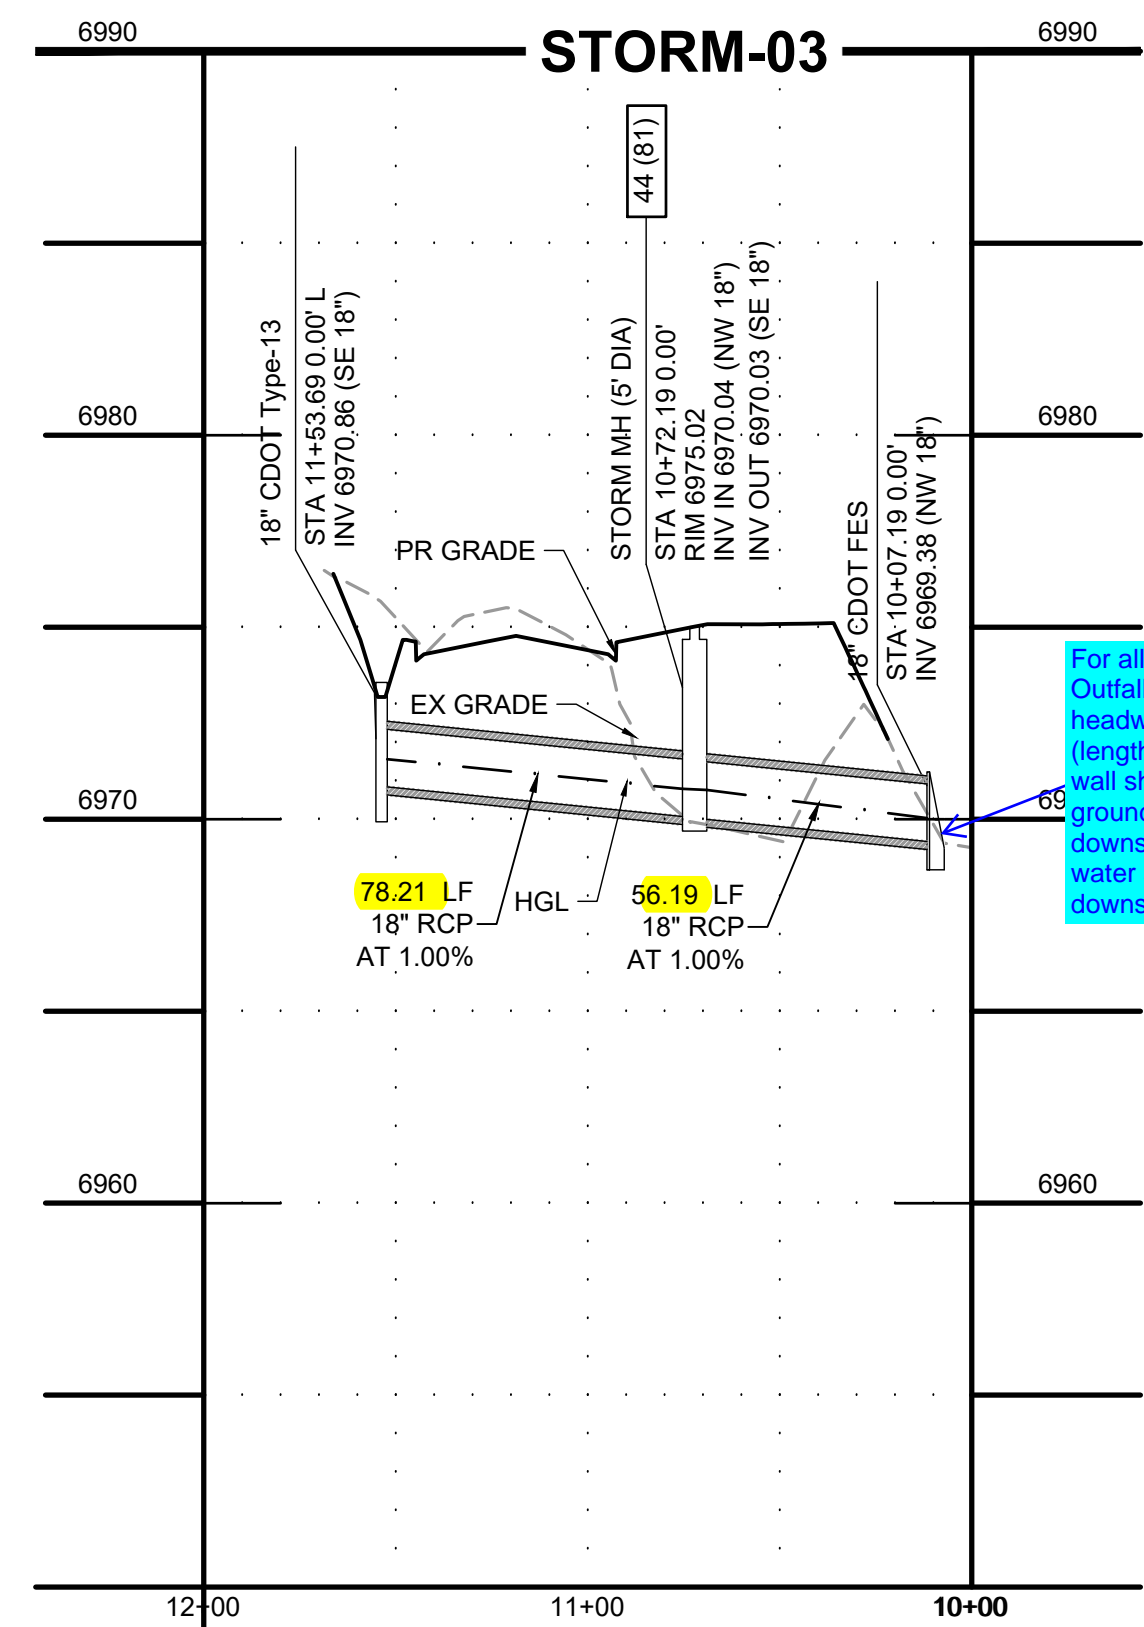 6990
STORM-03
6990
44 (81)
18" CDOT Type-13
STA 11+53.69 0.00' L
INV 6970.86 (SE 18")
STORM MH (5' DIA)
STA 10+72.19 0.00'
RIM 6975.02
INV IN 6970.04 (NW 18")
INV OUT 6970.03 (SE 18")
18" CDOT FES
STA 10+07.19 0.00'
INV 6969.38 (NW 18")
6980
6980
PR GRADE
EX GRADE
For all
Outfall
(length
ground
water
6970
78.21 LF
18" RCP
AT 1.00%
HGL
56.19 LF
18" RCP
AT 1.00%
6960
6960
12+00
11+00
10+00